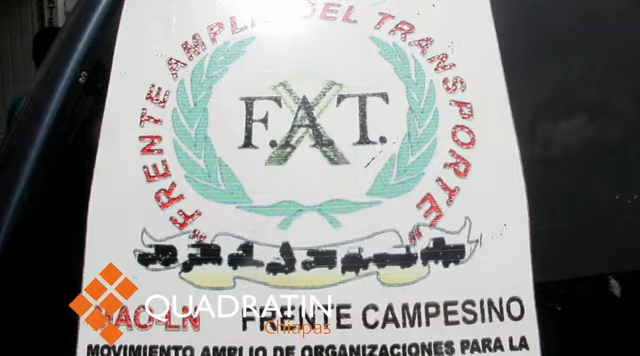 FRENTE AMPLIO DEL TRANSPORTE
F.A.T.
X
QUADRATIN
Chiapas
FRENTE CAMPESINO
MOVIMIENTO AMPLIO DE ORGANIZACIONES PARA LA